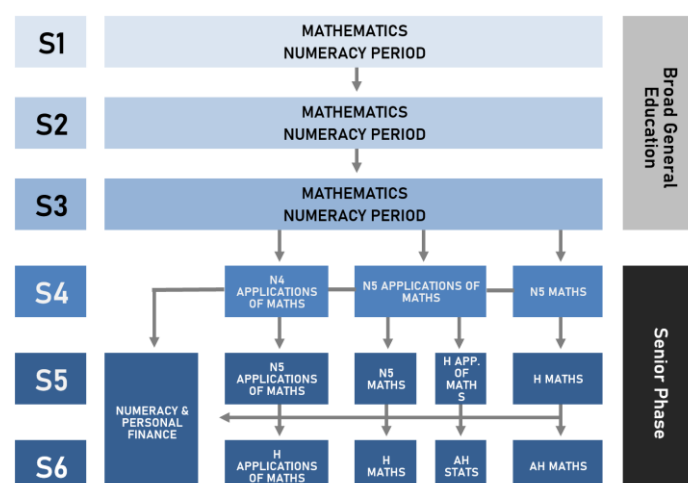 S1
MATHEMATICS
NUMERACY PERIOD
S2
MATHEMATICS
NUMERACY PERIOD
S3
MATHEMATICS
NUMERACY PERIOD
Broad General
Education
S4
N4
APPLICATIONS
OF MATHS
N5 APPLICATIONS OF
MATHS
N5 MATHS
S5
NUMERACY &
PERSONAL
FINANCE
N5
APPLICATIONS
OF MATHS
N5
MATHS
H APP.
OF
MATH
S
H MATHS
S6
H
APPLICATIONS
OF MATHS
H
MATHS
AH
STATS
AH MATHS
Senior Phase